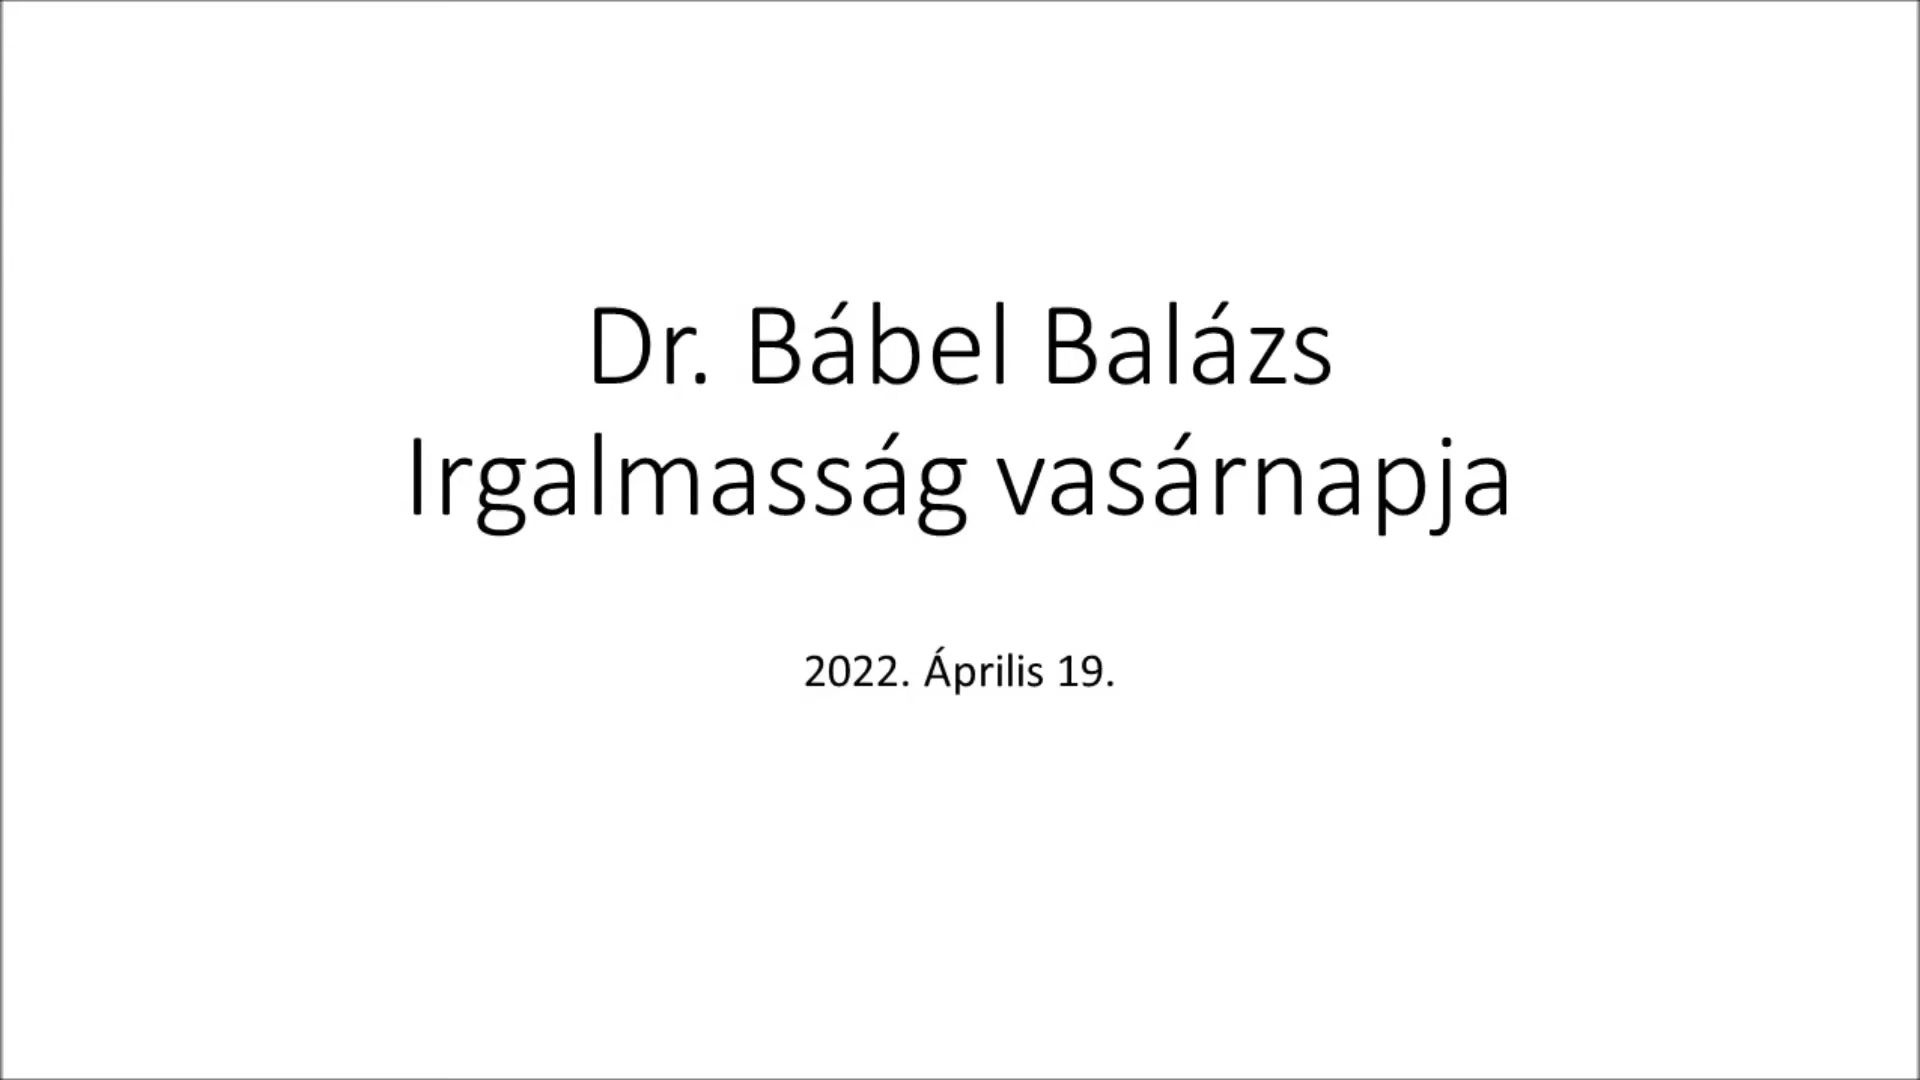 Dr. Bábel Balázs
Irgalmasság vasárnapja
2022. Április 19.